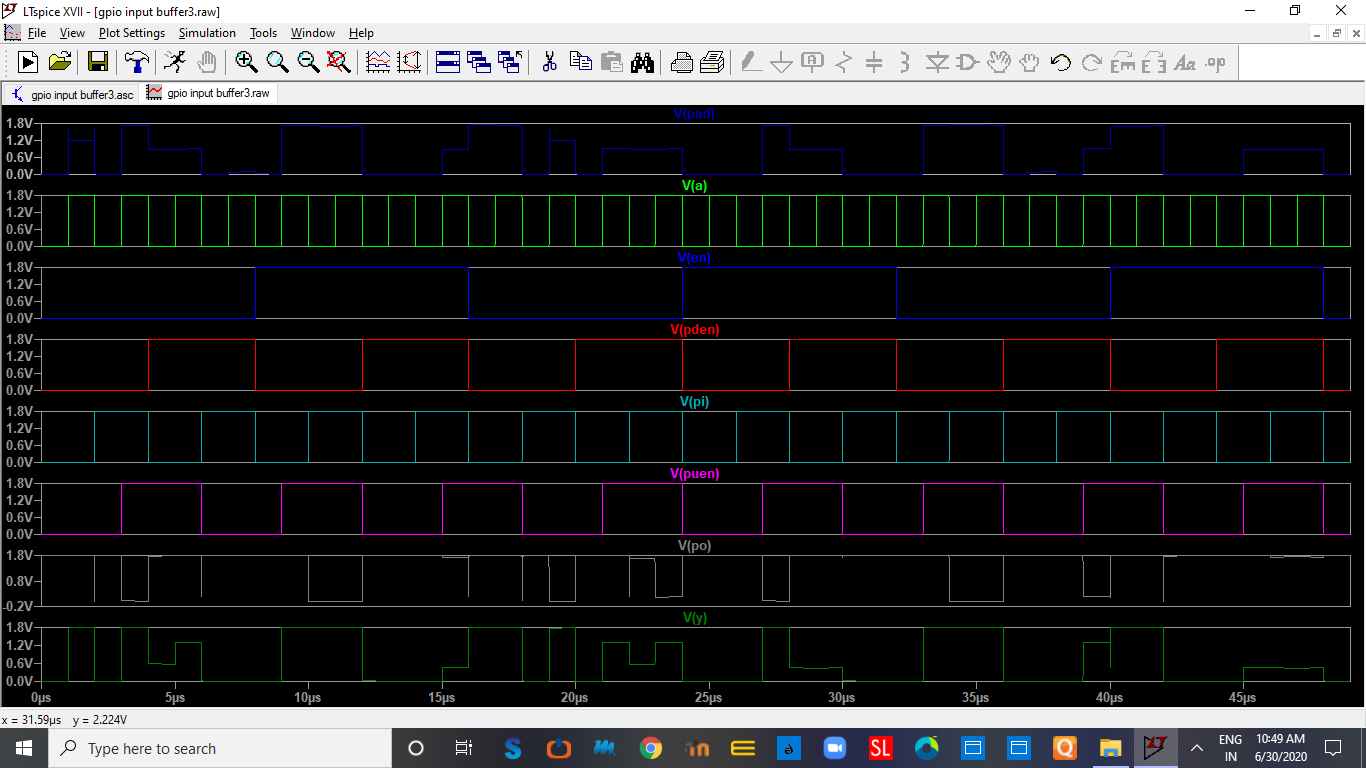 LTspice XVII - [gpio input buffer3.raw]
File View Plot Settings Simulation Tools Window Help
gpio input buffer3.asc gpio input buffer3.raw
V(pad)
1.8V
1.2V
0.6V
0.0V
V(a)
1.8V
1.2V
0.6V
0.0V
V(en)
1.8V
1.2V
0.6V
0.0V
V(pden)
1.8V
1.2V
0.6V
0.0V
V(pi)
1.8V
1.2V
0.6V
0.0V
V(puen)
1.8V
1.2V
0.6V
0.0V
V(po)
1.8V
0.8V
-0.2V
V(y)
1.8V
1.2V
0.6V
0.0V
0µs 5µs 10µs 15µs 20µs 25µs 30µs 35µs 40µs 45µs
x = 31.59µs y = 2.224V
Type here to search
ENG 10:49 AM
IN 6/30/2020